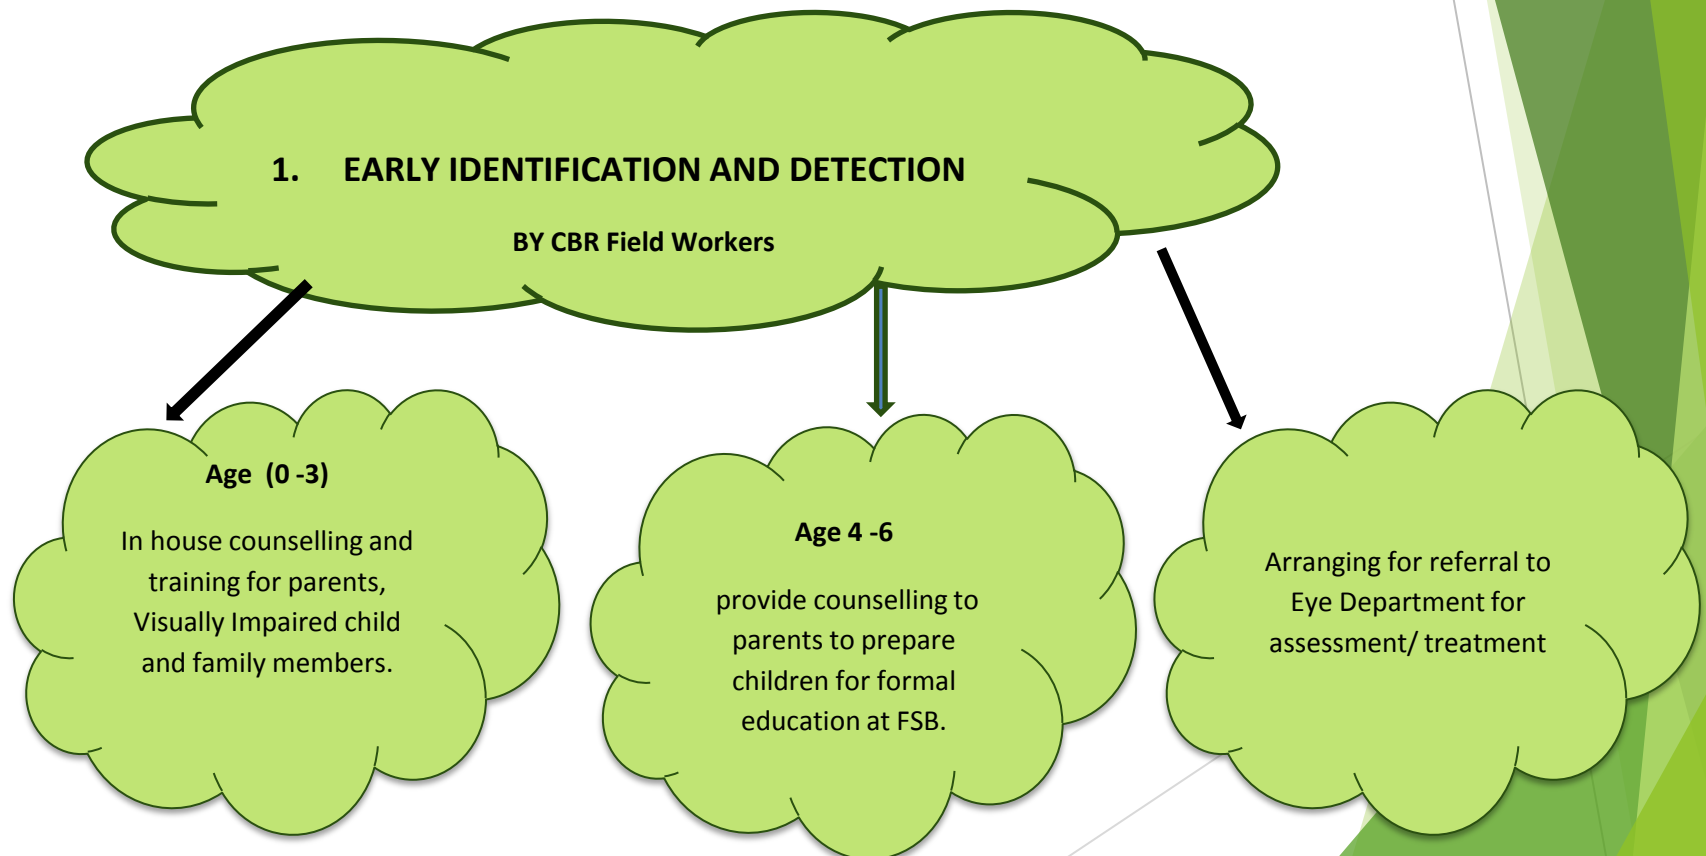 1. EARLY IDENTIFICATION AND DETECTION
BY CBR Field Workers
Age (0 -3)
In house counselling and
training for parents,
Visually Impaired child
and family members.
Age 4 -6
provide counselling to
parents to prepare
children for formal
education at FSB.
Arranging for referral to
Eye Department for
assessment/ treatment